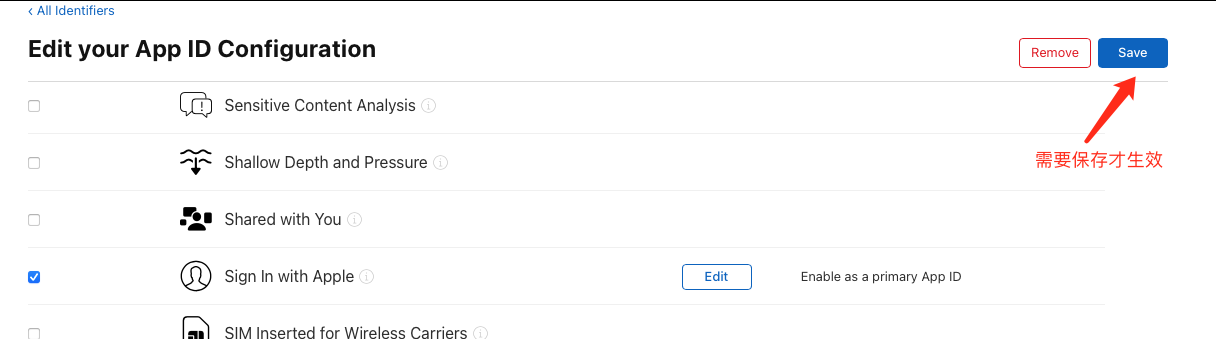 ‹ All Identifiers
Edit your App ID Configuration
Remove
Save
Sensitive Content Analysis
需要保存才生效
Shallow Depth and Pressure
Shared with You
Sign In with Apple
Edit
Enable as a primary App ID
SIM Inserted for Wireless Carriers